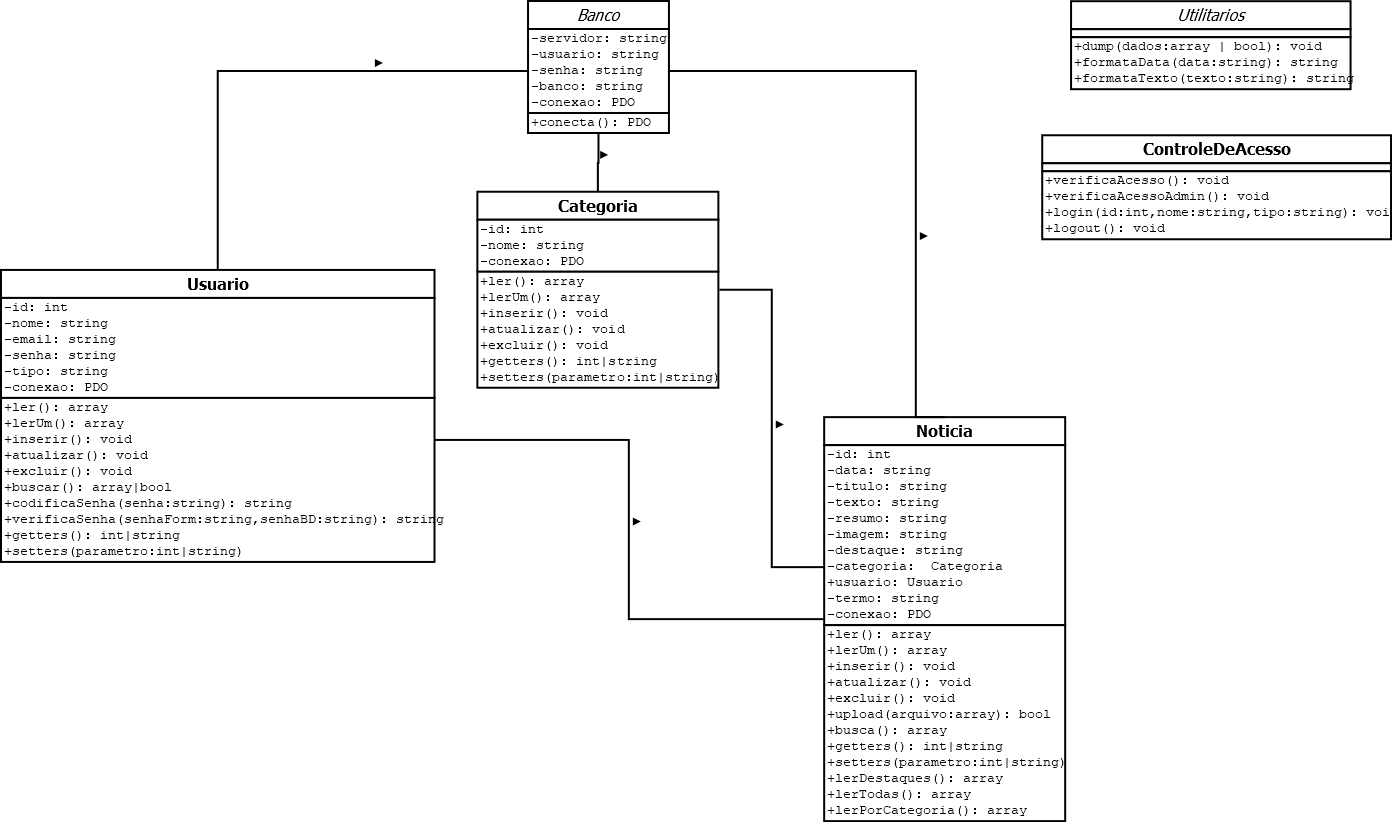 Banco
-servidor: string
-usuario: string
-senha: string
-banco: string
-conexao: PDO
+conecta(): PDO
Utilitarios
+dump(dados:array | bool): void
+formataData(data:string): string
+formataTexto(texto:string): string
ControleDeAcesso
+verificaAcesso(): void
+verificaAcessoAdmin(): void
+login(id:int,nome:string,tipo:string): voi
+logout(): void
Categoria
-id: int
-nome: string
-conexao: PDO
+ler(): array
+lerUm(): array
+inserir(): void
+atualizar(): void
+excluir(): void
+getters(): int|string
+setters(parametro:int|string)
Usuario
-id: int
-nome: string
-email: string
-senha: string
-tipo: string
-conexao: PDO
+ler(): array
+lerUm(): array
+inserir(): void
+atualizar(): void
+excluir(): void
+buscar(): array|bool
+codificaSenha(senha:string): string
+verificaSenha(senhaForm:string,senhaBD:string): string
+getters(): int|string
+setters(parametro:int|string)
Noticia
-id: int
-data: string
-titulo: string
-texto: string
-resumo: string
-imagem: string
-destaque: string
-categoria:  Categoria
+usuario: Usuario
-termo: string
-conexao: PDO
+ler(): array
+lerUm(): array
+inserir(): void
+atualizar(): void
+excluir(): void
+upload(arquivo:array): bool
+busca(): array
+getters(): int|string
+setters(parametro:int|string)
+lerDestaques(): array
+lerTodas(): array
+lerPorCategoria(): array